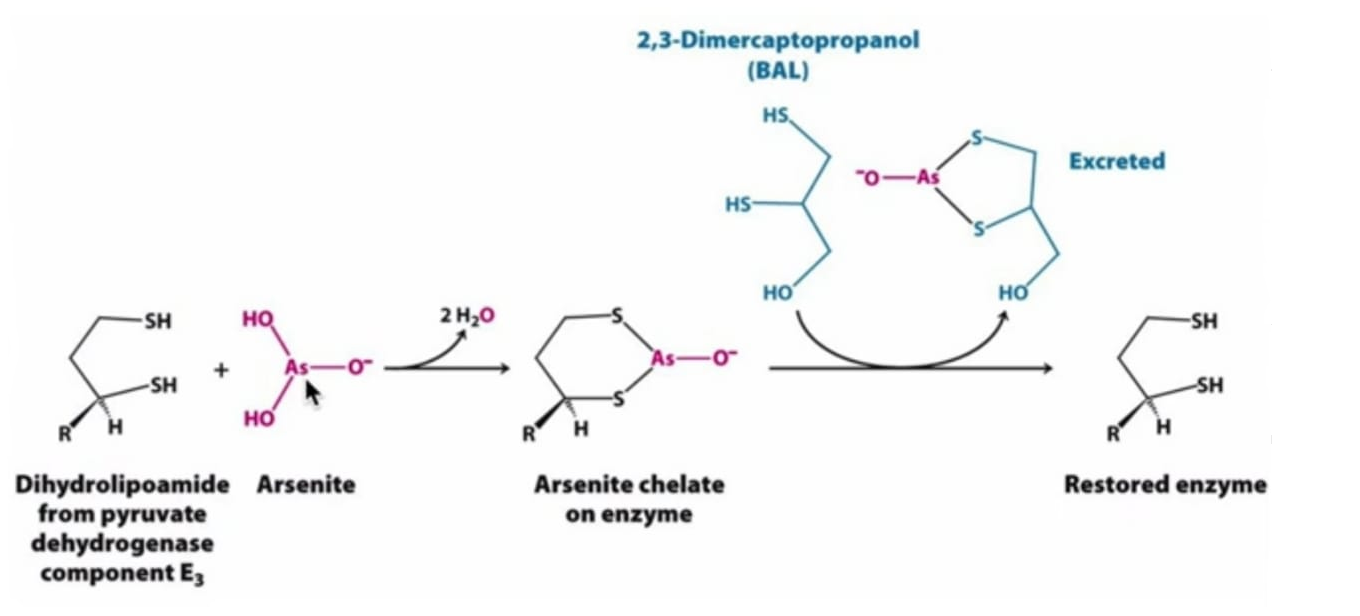 2,3-Dimercaptopropanol
(BAL)
HS
HS
HO
⁻O—As
S
S
HO
Excreted
SH
SH
R
H
+
HO
As—O⁻
HO
2 H₂O
S
S
As—O⁻
R
H
SH
SH
R
H
Dihydrolipoamide
from pyruvate
dehydrogenase
component E₃
Arsenite
Arsenite chelate
on enzyme
Restored enzyme